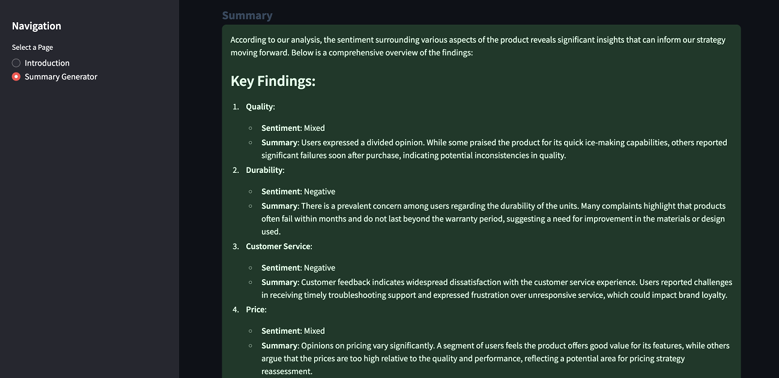 Navigation
Select a Page
Introduction
Summary Generator
Summary
According to our analysis, the sentiment surrounding various aspects of the product reveals significant insights that can inform our strategy
moving forward. Below is a comprehensive overview of the findings:
Key Findings:
1. Quality:
Sentiment: Mixed
Summary: Users expressed a divided opinion. While some praised the product for its quick ice-making capabilities, others reported
significant failures soon after purchase, indicating potential inconsistencies in quality.
2. Durability:
Sentiment: Negative
Summary: There is a prevalent concern among users regarding the durability of the units. Many complaints highlight that products
often fail within months and do not last beyond the warranty period, suggesting a need for improvement in the materials or design
used.
3. Customer Service:
Sentiment: Negative
Summary: Customer feedback indicates widespread dissatisfaction with the customer service experience. Users reported challenges
in receiving timely troubleshooting support and expressed frustration over unresponsive service, which could impact brand loyalty.
4. Price:
Sentiment: Mixed
Summary: Opinions on pricing vary significantly. A segment of users feels the product offers good value for its features, while others
argue that the prices are too high relative to the quality and performance, reflecting a potential area for pricing strategy
reassessment.